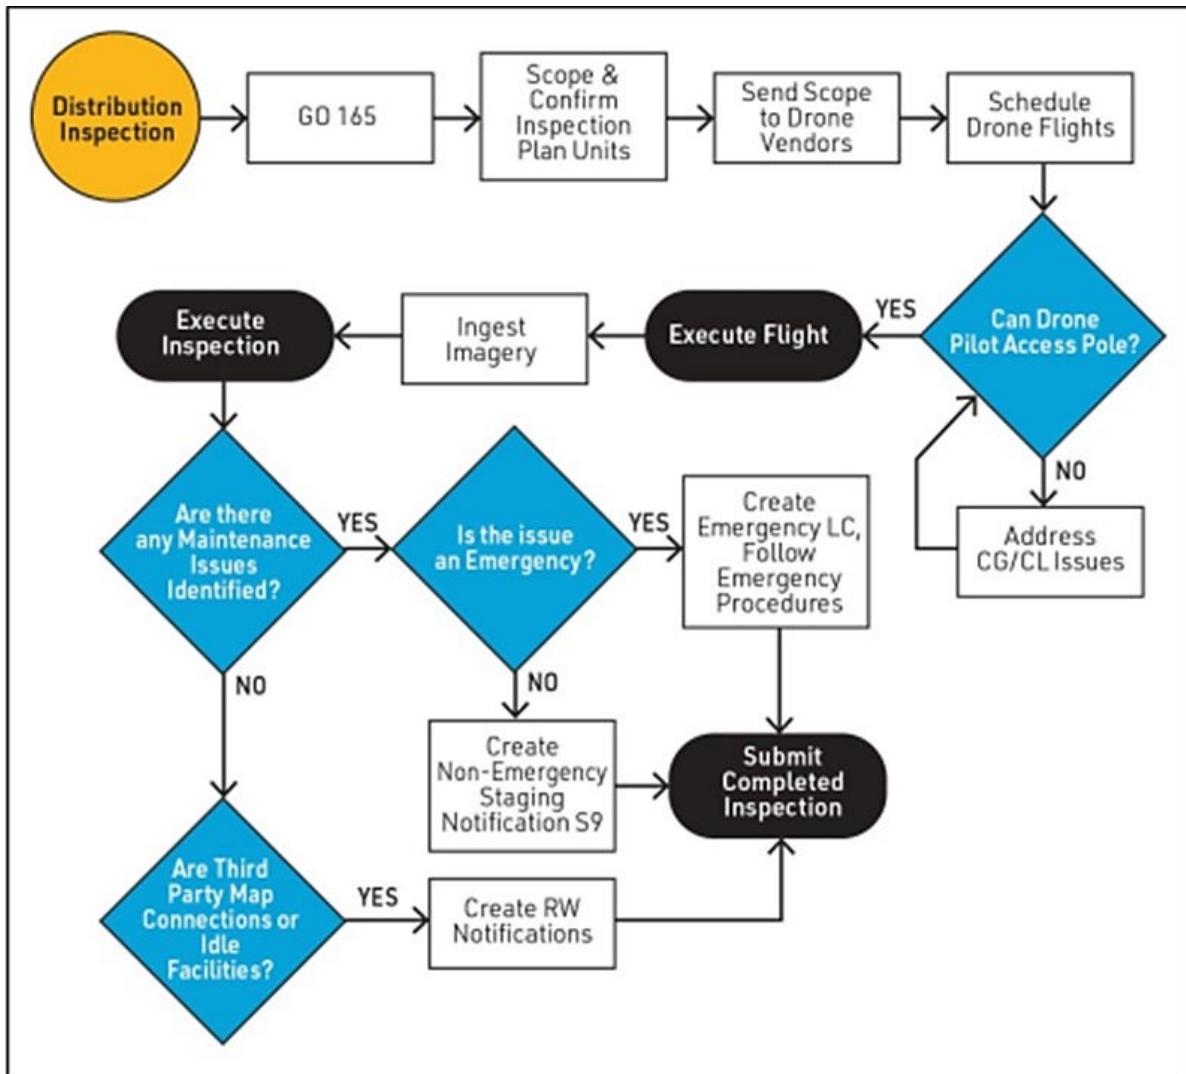 Distribution
Inspection
GO 165
Scope &
Confirm
Inspection
Plan Units
Send Scope
to Drone
Vendors
Schedule
Drone Flights
Can Drone
Pilot Access Pole?
YES
NO
Address
CG/CL Issues
Execute Flight
Ingest
Imagery
Execute
Inspection
Are there
any Maintenance
Issues
Identified?
YES
NO
Is the issue
an Emergency?
YES
NO
Create
Emergency LC,
Follow
Emergency
Procedures
Create
Non-Emergency
Staging
Notification S9
Submit
Completed
Inspection
Are Third
Party Map
Connections or
Idle
Facilities?
YES
Create RW
Notifications